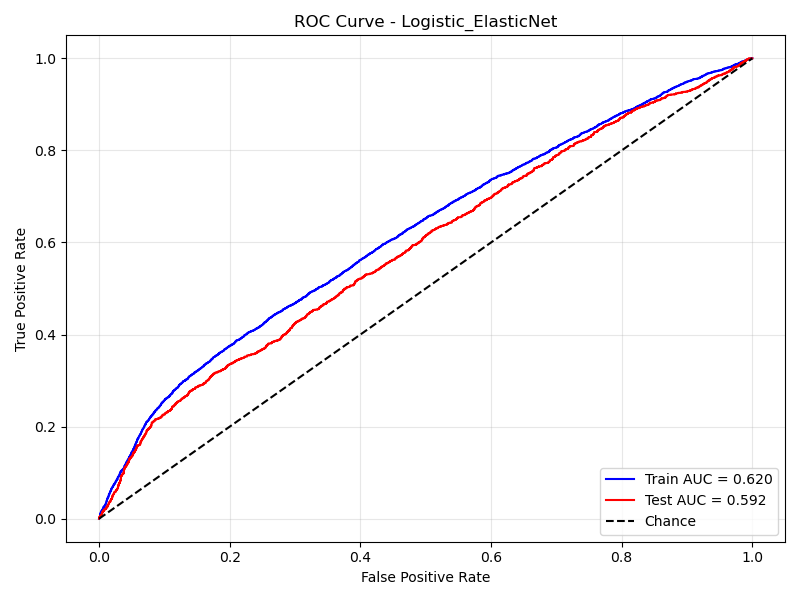 ROC Curve - Logistic_ElasticNet
True Positive Rate
1.0
0.8
0.6
0.4
0.2
0.0
0.0 0.2 0.4 0.6 0.8 1.0
False Positive Rate
Train AUC = 0.620
Test AUC = 0.592
Chance